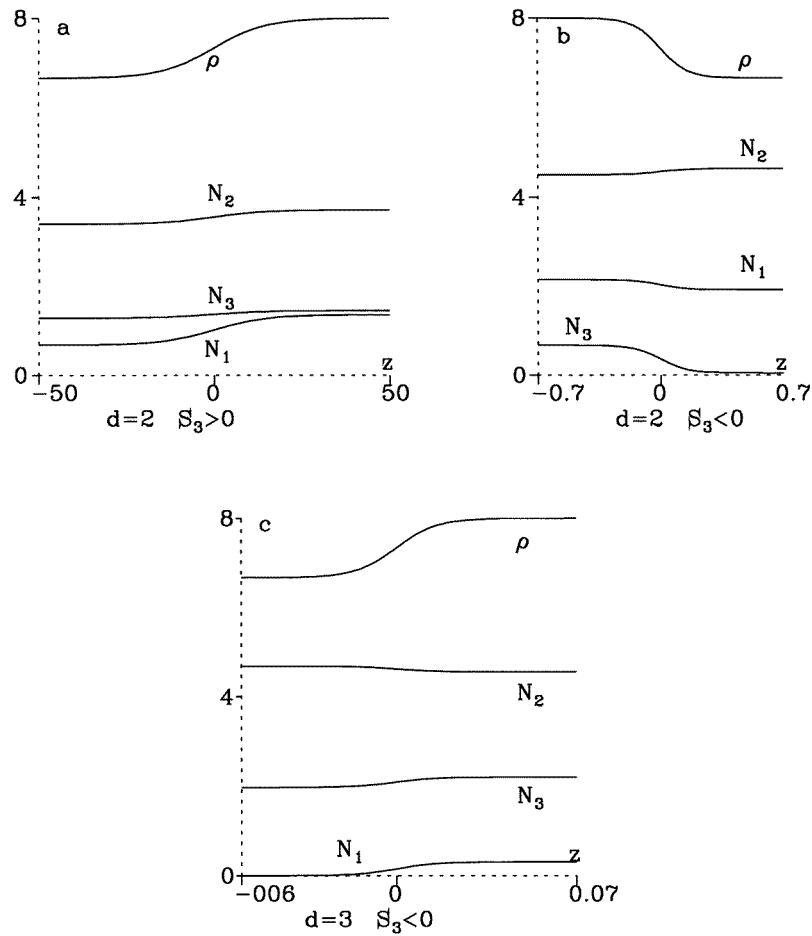 8 a
ρ
4
N₂
N₃
N₁
0 z
−50 0 50
d=2 S₃>0
8 b
ρ
N₂
4
N₁
N₃
0 z
−0.7 0 0.7
d=2 S₃<0
8 c
ρ
4
N₂
N₃
N₁
0 z
−006 0 0.07
d=3 S₃<0